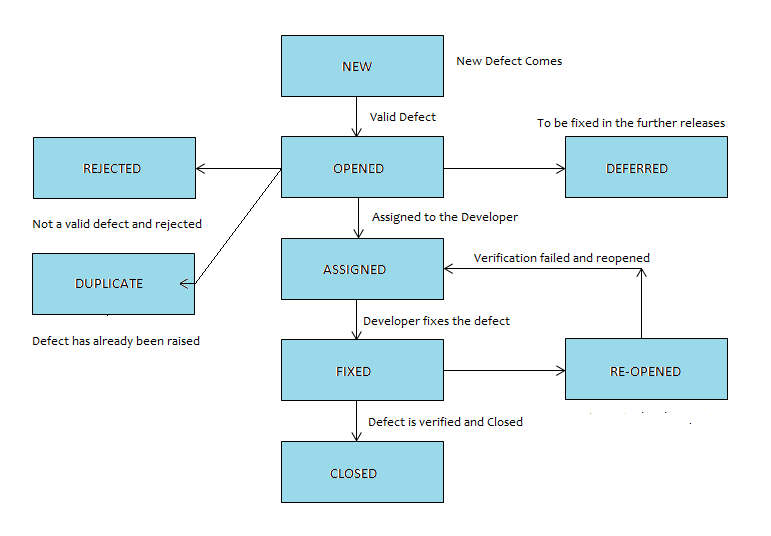 NEW
New Defect Comes
Valid Defect
To be fixed in the further releases
REJECTED
OPENED
DEFERRED
Not a valid defect and rejected
Assigned to the Developer
Verification failed and reopened
ASSIGNED
DUPLICATE
Developer fixes the defect
Defect has already been raised
FIXED
RE-OPENED
Defect is verified and Closed
CLOSED